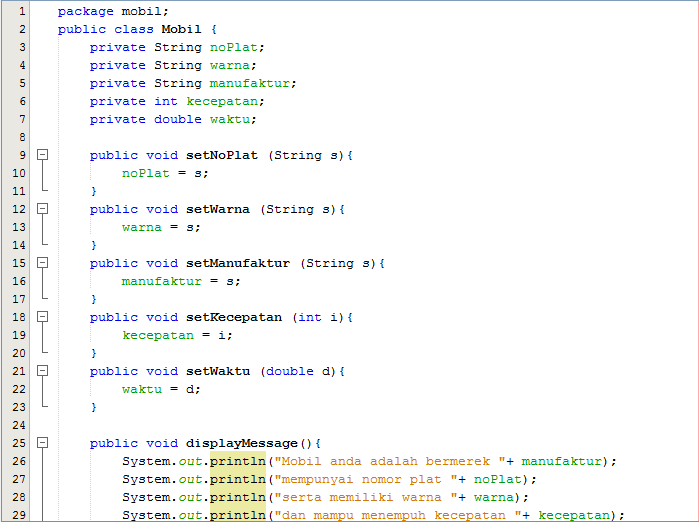 1 package mobil;
2 public class Mobil {
3 private String noPlat;
4 private String warna;
5 private String manufaktur;
6 private int kecepatan;
7 private double waktu;
8
9 public void setNoPlat (String s){
10 noPlat = s;
11 }
12 public void setWarna (String s){
13 warna = s;
14 }
15 public void setManufaktur (String s){
16 manufaktur = s;
17 }
18 public void setKecepatan (int i){
19 kecepatan = i;
20 }
21 public void setWaktu (double d){
22 waktu = d;
23 }
24
25 public void displayMessage(){
26 System.out.println("Mobil anda adalah bermerek "+ manufaktur);
27 System.out.println("mempunyai nomor plat "+ noPlat);
28 System.out.println("serta memiliki warna "+ warna);
29 System.out.println("dan mampu menempuh kecepatan "+ kecepatan);